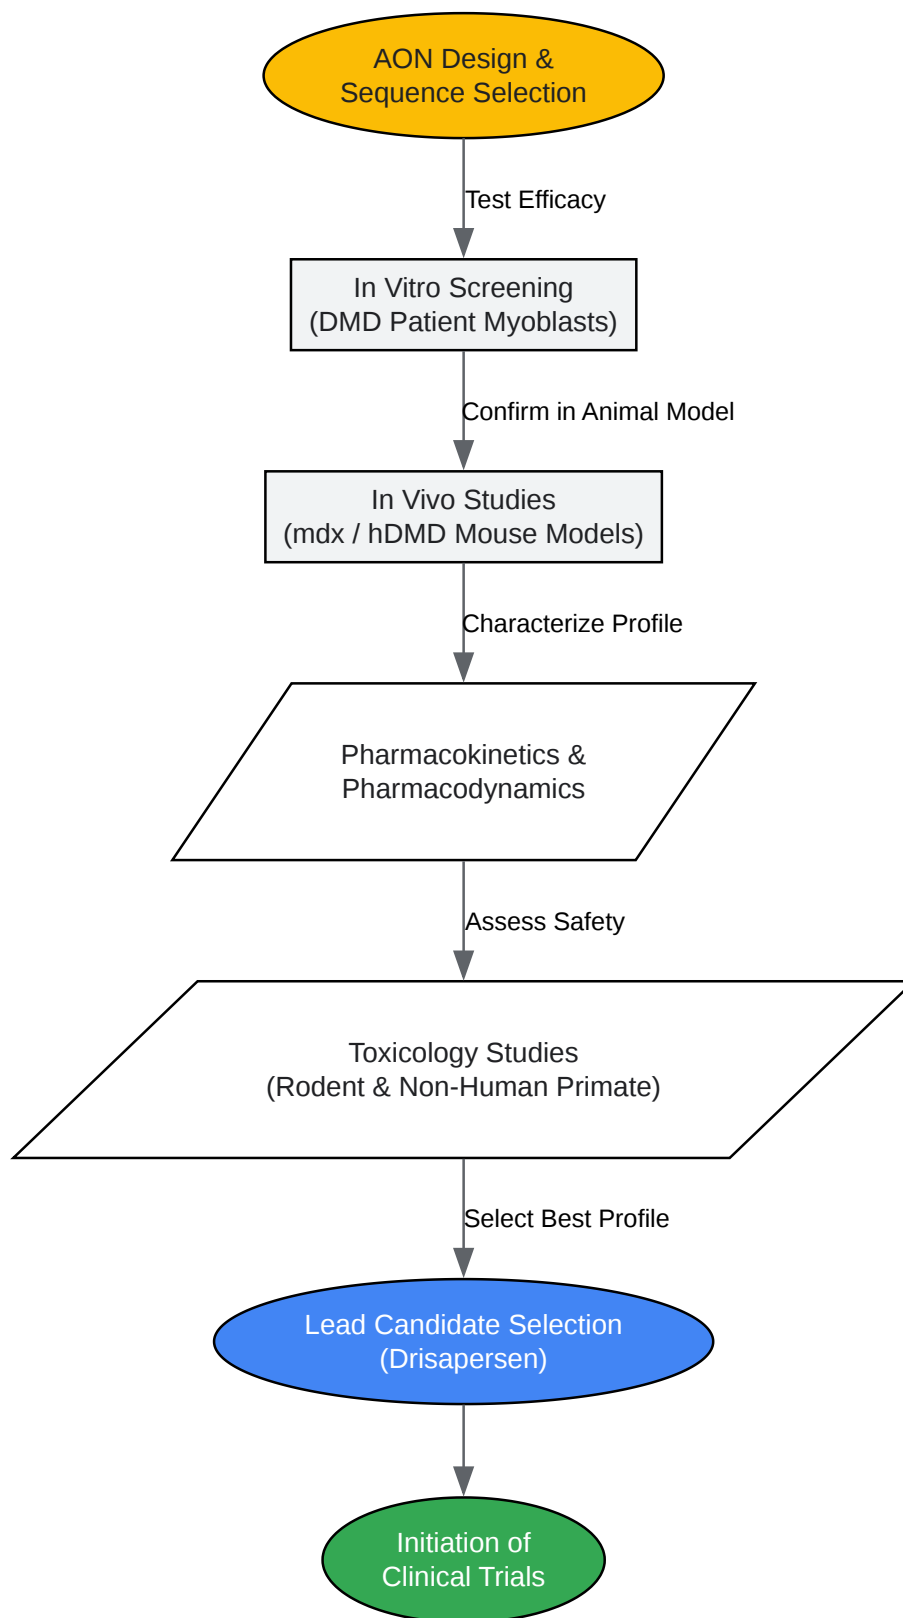 AON Design &
Sequence Selection
Test Efficacy
In Vitro Screening
(DMD Patient Myoblasts)
Confirm in Animal Model
In Vivo Studies
(mdx / hDMD Mouse Models)
Characterize Profile
Pharmacokinetics &
Pharmacodynamics
Assess Safety
Toxicology Studies
(Rodent & Non-Human Primate)
Select Best Profile
Lead Candidate Selection
(Drisapersen)
Initiation of
Clinical Trials